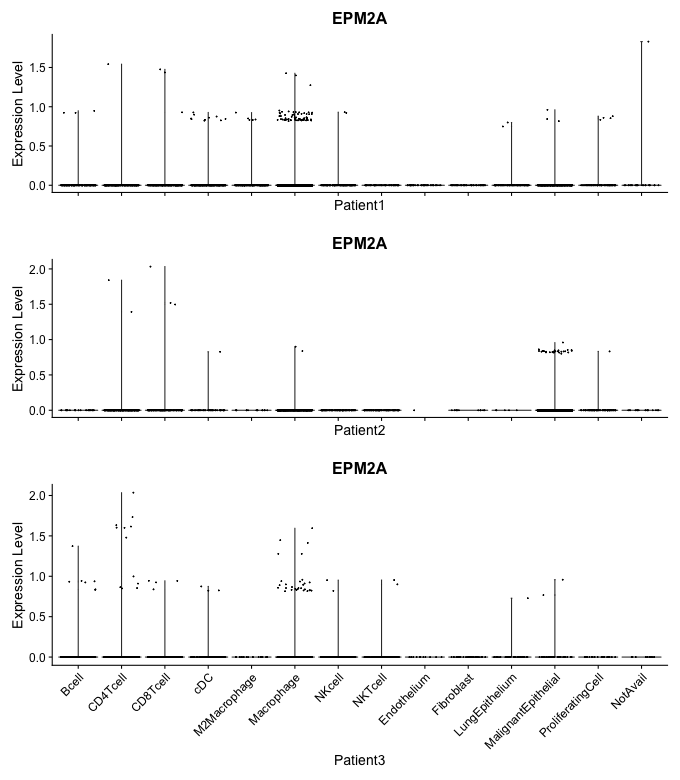 EPM2A
Expression Level
1.5
1.0
0.5
0.0
Patient1
EPM2A
Expression Level
2.0
1.5
1.0
0.5
0.0
Patient2
EPM2A
Expression Level
2.0
1.5
1.0
0.5
0.0
Bcell
CD4Tcell
CD8Tcell
cDC
M2Macrophage
Macrophage
NKcell
NKTcell
Endothelium
Fibroblast
LungEpithelium
MalignantEpithelial
ProliferatingCell
NotAvail
Patient3